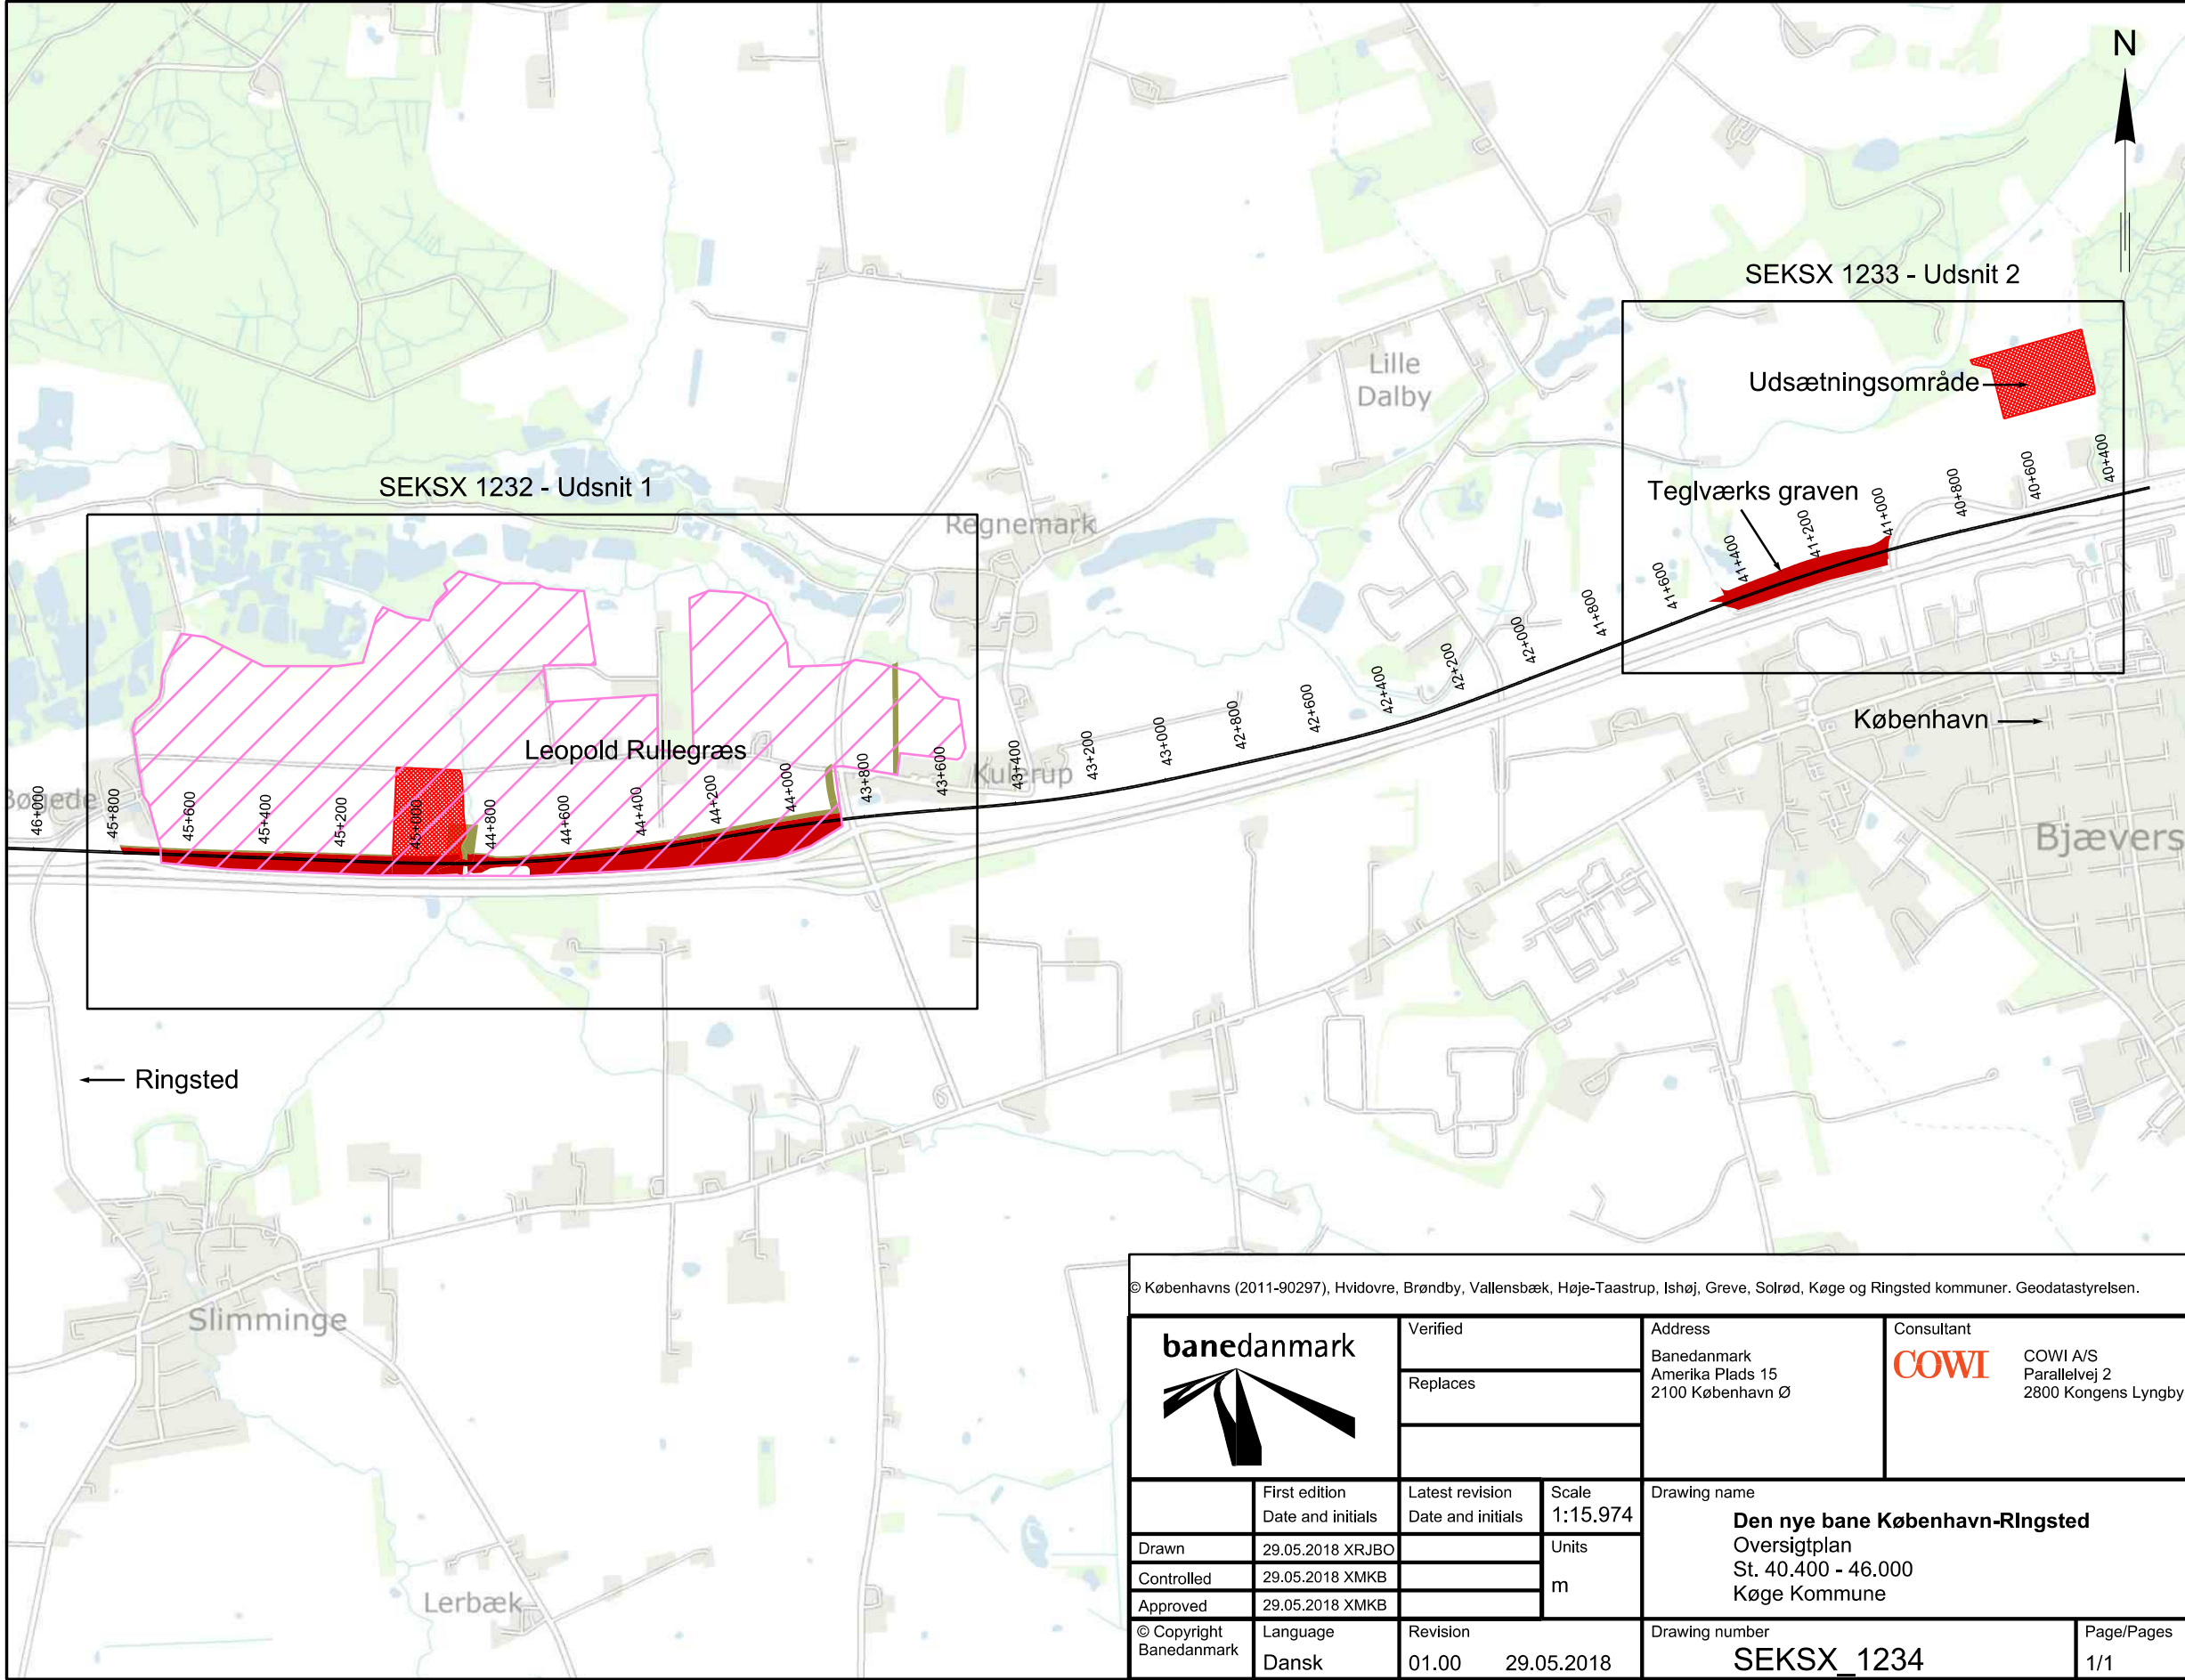 N
SEKSX 1233 - Udsnit 2
Lille
Dalby
Udsætningsområde
SEKSX 1232 - Udsnit 1
Teglværks graven
Regnemark
40+400
40+600
40+800
41+000
41+200
41+400
41+600
41+800
42+000
42+200
42+400
42+600
42+800
43+000
43+200
43+400
43+600
43+800
44+000
44+200
44+400
44+600
44+800
45+000
45+200
45+400
45+600
45+800
46+000
København
Leopold Rullegræs
Kulerup
Bøgede
Bjævers
Ringsted
Slimminge
Lerbæk
© Københavns (2011-90297), Hvidovre, Brøndby, Vallensbæk, Høje-Taastrup, Ishøj, Greve, Solrød, Køge og Ringsted kommuner. Geodatastyrelsen.
banedanmark
Verified
Replaces
Address
Banedanmark
Amerika Plads 15
2100 København Ø
Consultant
COWI
COWI A/S
Parallelvej 2
2800 Kongens Lyngby
First edition
Date and initials
Latest revision
Date and initials
Scale
1:15.974
Drawing name
Den nye bane København-RIngsted
Oversigtplan
St. 40.400 - 46.000
Køge Kommune
Drawn
29.05.2018 XRJBO
Units
m
Controlled
29.05.2018 XMKB
Approved
29.05.2018 XMKB
© Copyright
Banedanmark
Language
Dansk
Revision
01.00 29.05.2018
Drawing number
SEKSX_1234
Page/Pages
1/1